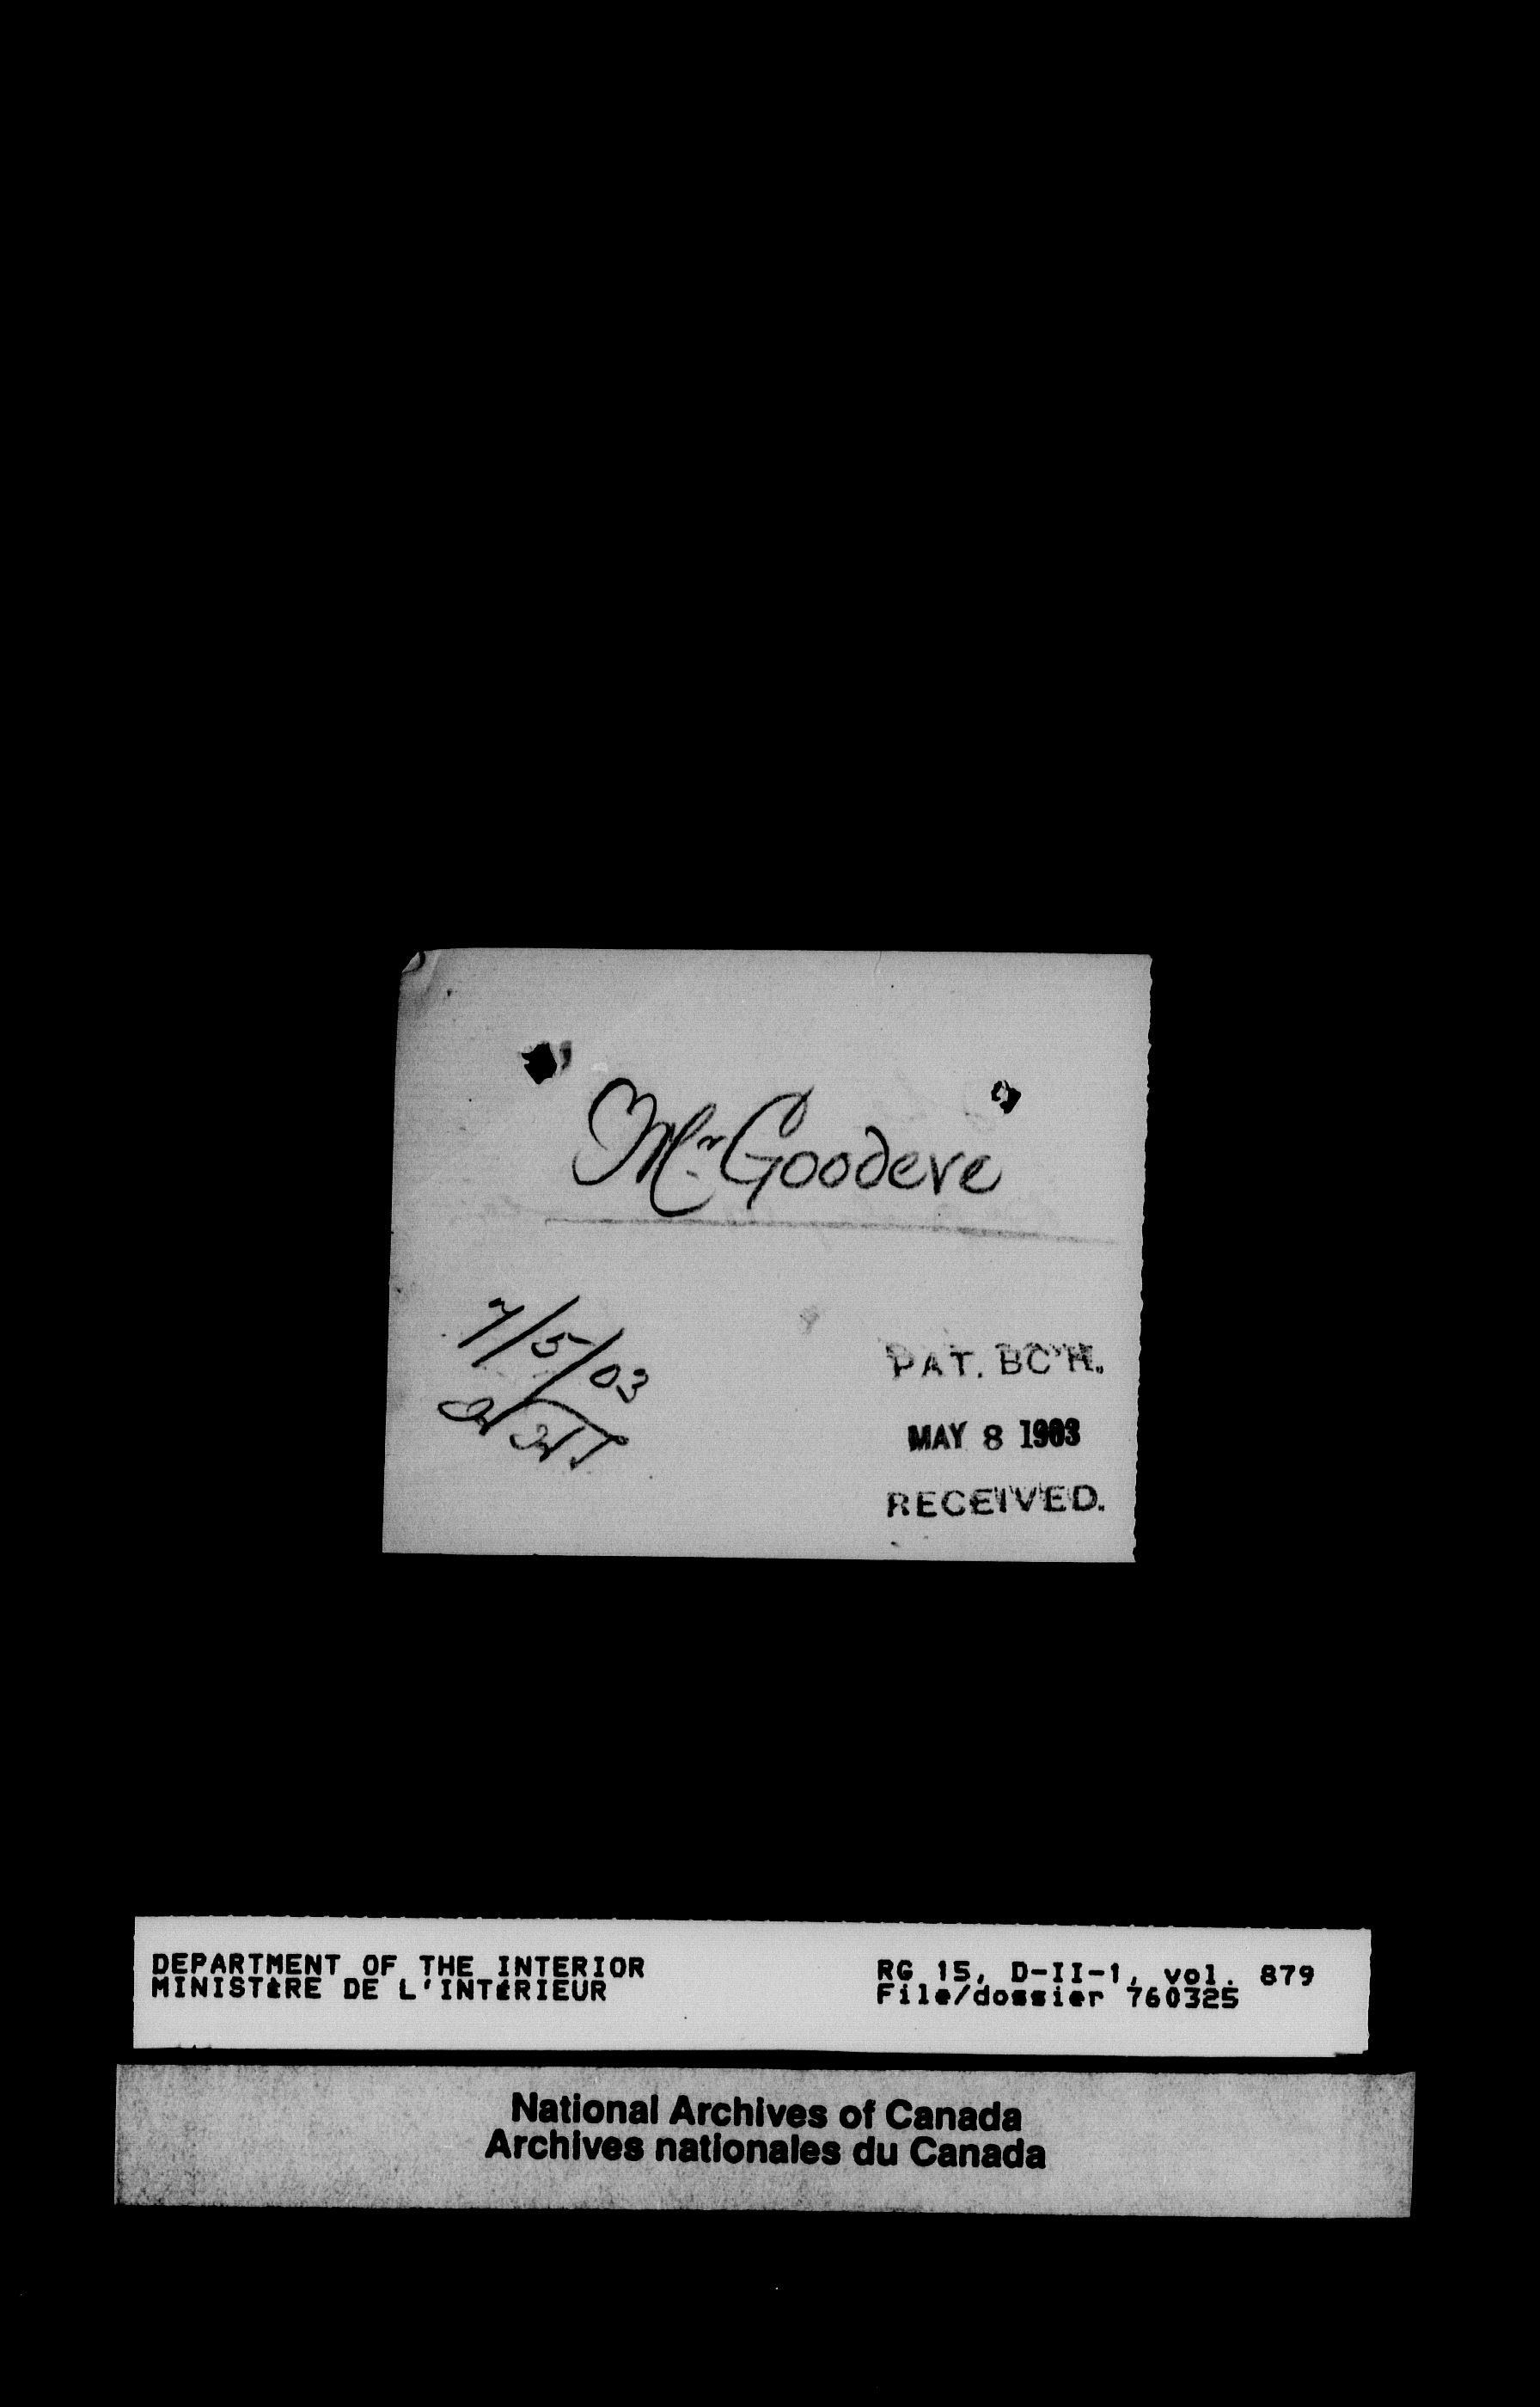 "Mr Goodeve"
7/5/03
PAT. BC'H.
MAY 8 1903
RECEIVED.
DEPARTMENT OF THE INTERIOR
MINISTÈRE DE L'INTÉRIEUR
RG 15, D-II-1, vol. 879
File/dossier 760325
National Archives of Canada
Archives nationales du Canada